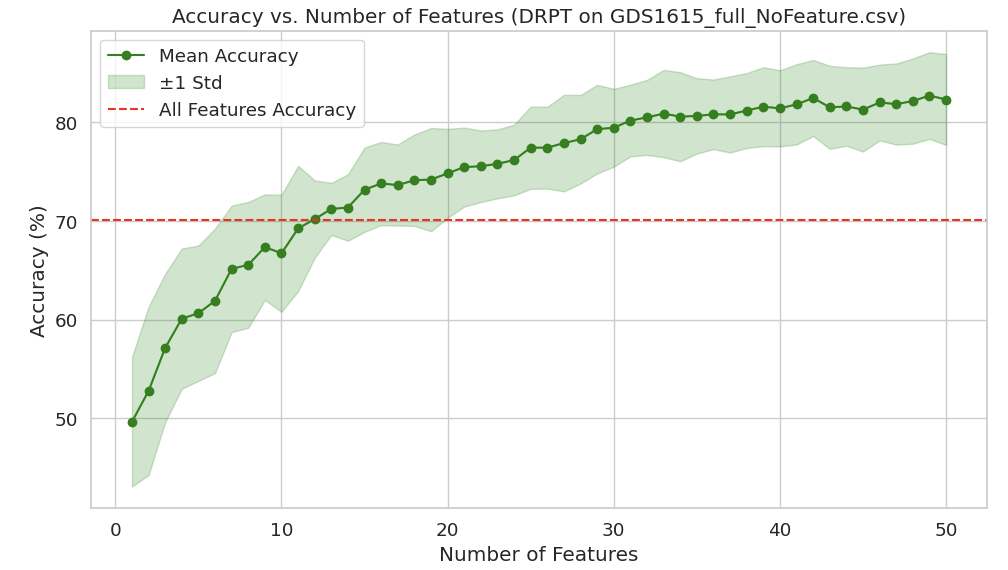 Accuracy vs. Number of Features (DRPT on GDS1615_full_NoFeature.csv)
Mean Accuracy
±1 Std
All Features Accuracy
Accuracy (%)
80
70
60
50
0 10 20 30 40 50
Number of Features